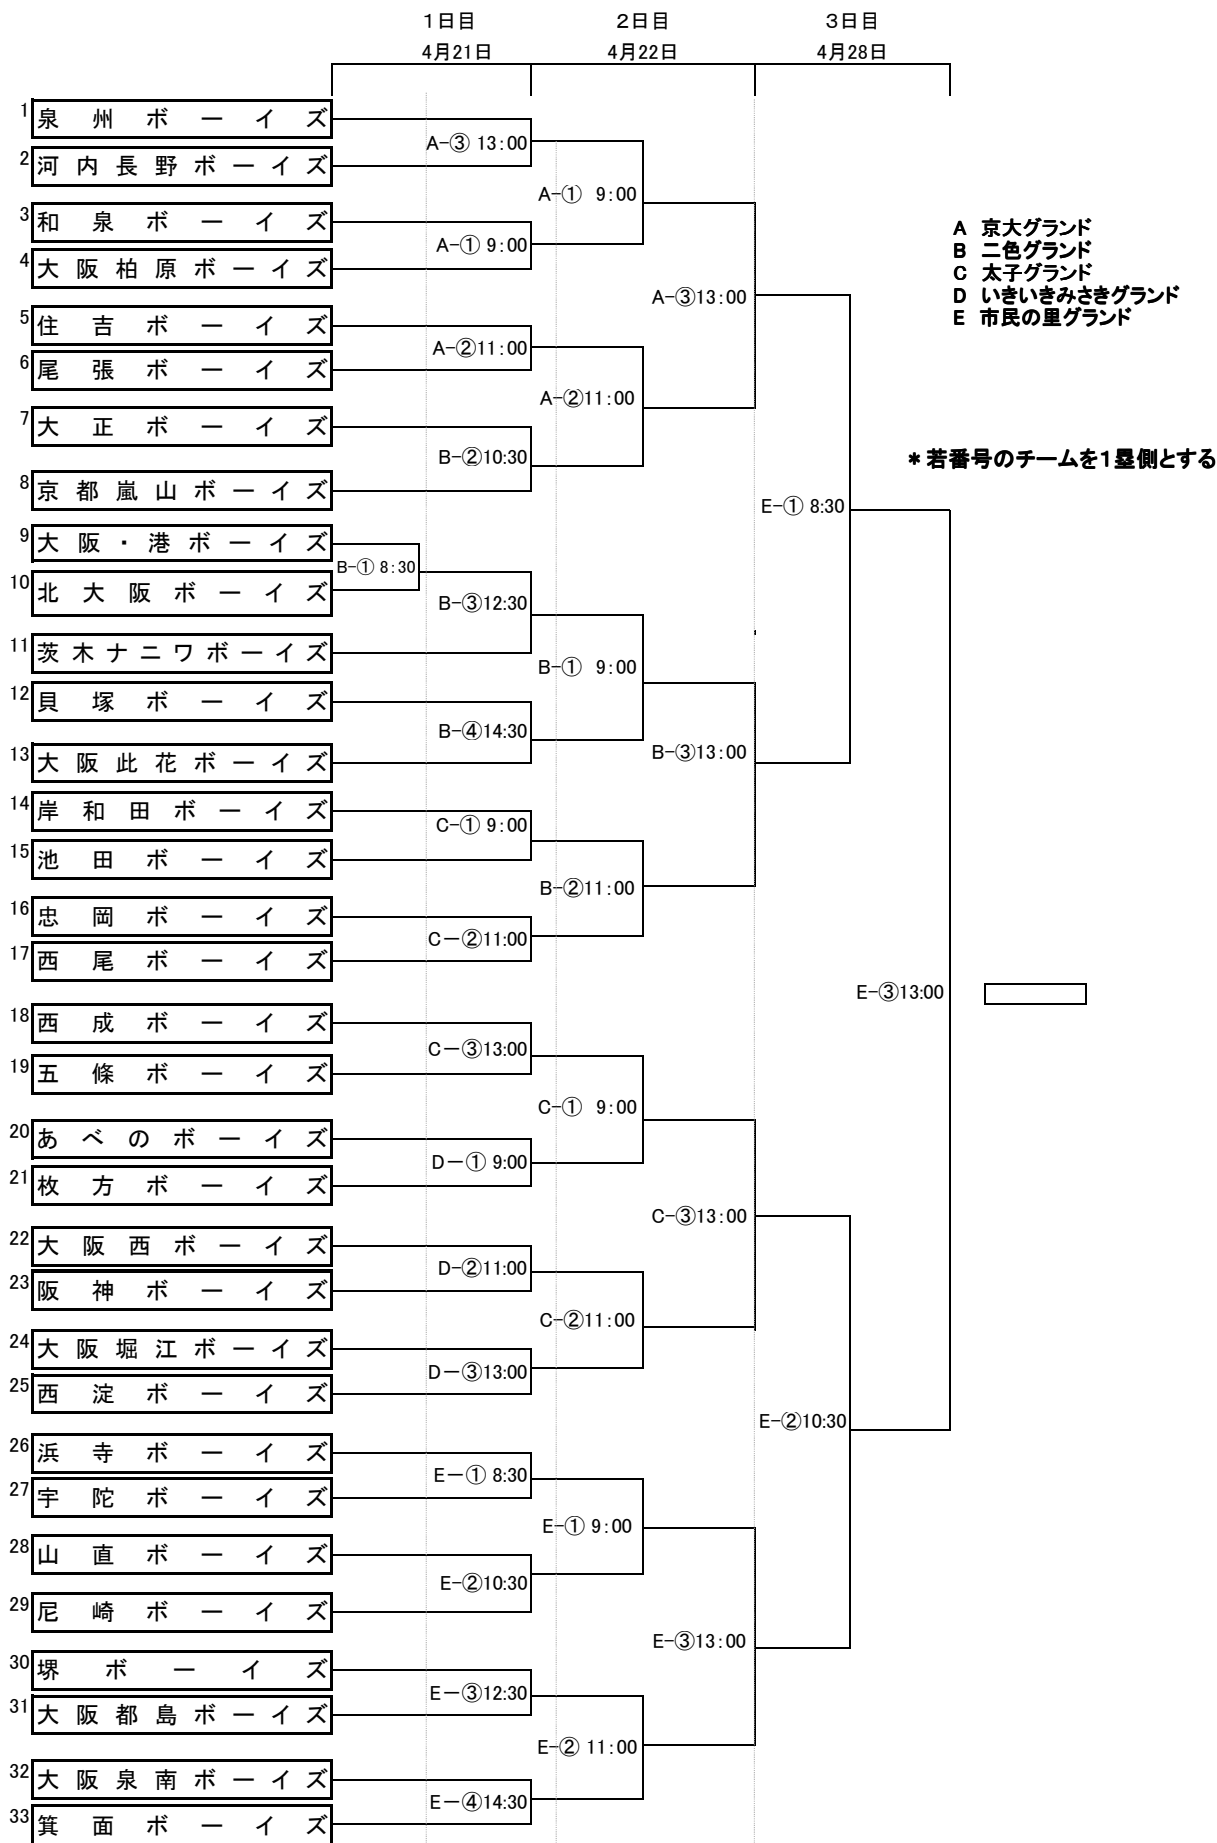 1日目 2日目 3日目
4月21日 4月22日 4月28日
1 泉州ボーイズ
A-③ 13:00
2 河内長野ボーイズ
A-① 9:00
3 和泉ボーイズ
A-① 9:00
4 大阪柏原ボーイズ
A 京大グランド
B 二色グランド
C 太子グランド
D いきいきみさきグランド
E 市民の里グランド
A-③13:00
5 住吉ボーイズ
A-②11:00
6 尾張ボーイズ
A-②11:00
7 大正ボーイズ
B-②10:30
*若番号のチームを1塁側とする
8 京都嵐山ボーイズ
E-① 8:30
9 大阪・港ボーイズ
B-① 8:30
10 北大阪ボーイズ
B-③12:30
11 茨木ナニワボーイズ
B-① 9:00
12 貝塚ボーイズ
B-④14:30
B-③13:00
13 大阪此花ボーイズ
14 岸和田ボーイズ
C-① 9:00
15 池田ボーイズ
B-②11:00
16 忠岡ボーイズ
C-②11:00
17 西尾ボーイズ
E-③13:00
18 西成ボーイズ
C-③13:00
19 五條ボーイズ
C-① 9:00
20 あべのボーイズ
D-① 9:00
21 枚方ボーイズ
C-③13:00
22 大阪西ボーイズ
D-②11:00
23 阪神ボーイズ
C-②11:00
24 大阪堀江ボーイズ
D-③13:00
25 西淀ボーイズ
E-②10:30
26 浜寺ボーイズ
E-① 8:30
27 宇陀ボーイズ
E-① 9:00
28 山直ボーイズ
E-②10:30
29 尼崎ボーイズ
E-③13:00
30 堺ボーイズ
E-③12:30
31 大阪都島ボーイズ
E-② 11:00
32 大阪泉南ボーイズ
E-④14:30
33 箕面ボーイズ